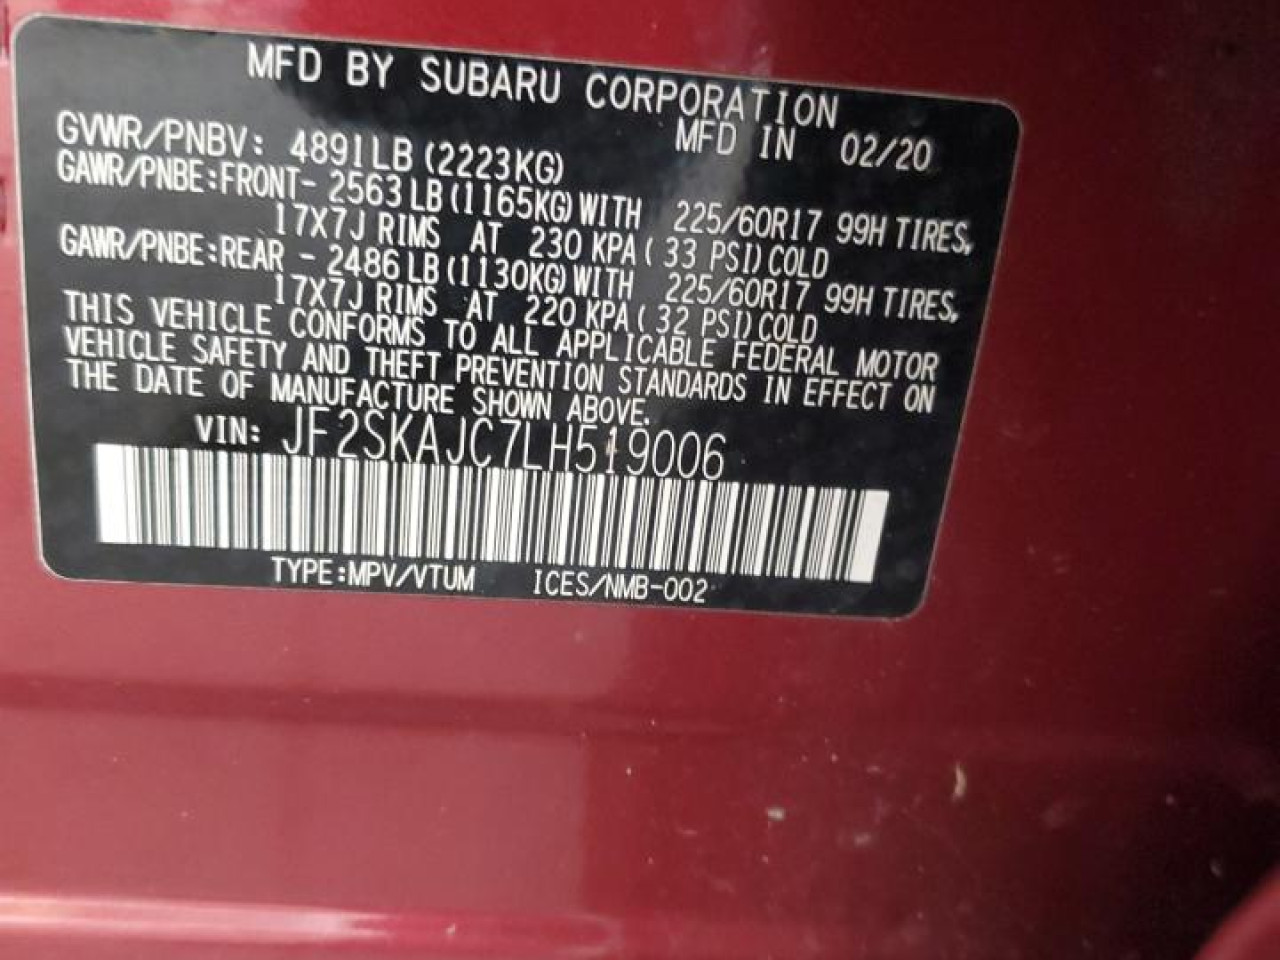 MFD BY SUBARU CORPORATION
MFD IN 02/20
GVWR/PNBV: 4891LB (2223KG)
GAWR/PNBE:FRONT- 2563 LB (1165KG) WITH 225/60R17 99H TIRES,
17X7J RIMS AT 230 KPA ( 33 PSI) COLD
GAWR/PNBE:REAR - 2486 LB (1130KG) WITH 225/60R17 99H TIRES,
17X7J RIMS AT 220 KPA ( 32 PSI) COLD
THIS VEHICLE CONFORMS TO ALL APPLICABLE FEDERAL MOTOR
VEHICLE SAFETY AND THEFT PREVENTION STANDARDS IN EFFECT ON
THE DATE OF MANUFACTURE SHOWN ABOVE.
VIN: JF2SKAJC7LH519006
TYPE:MPV/VTUM ICES/NMB-002